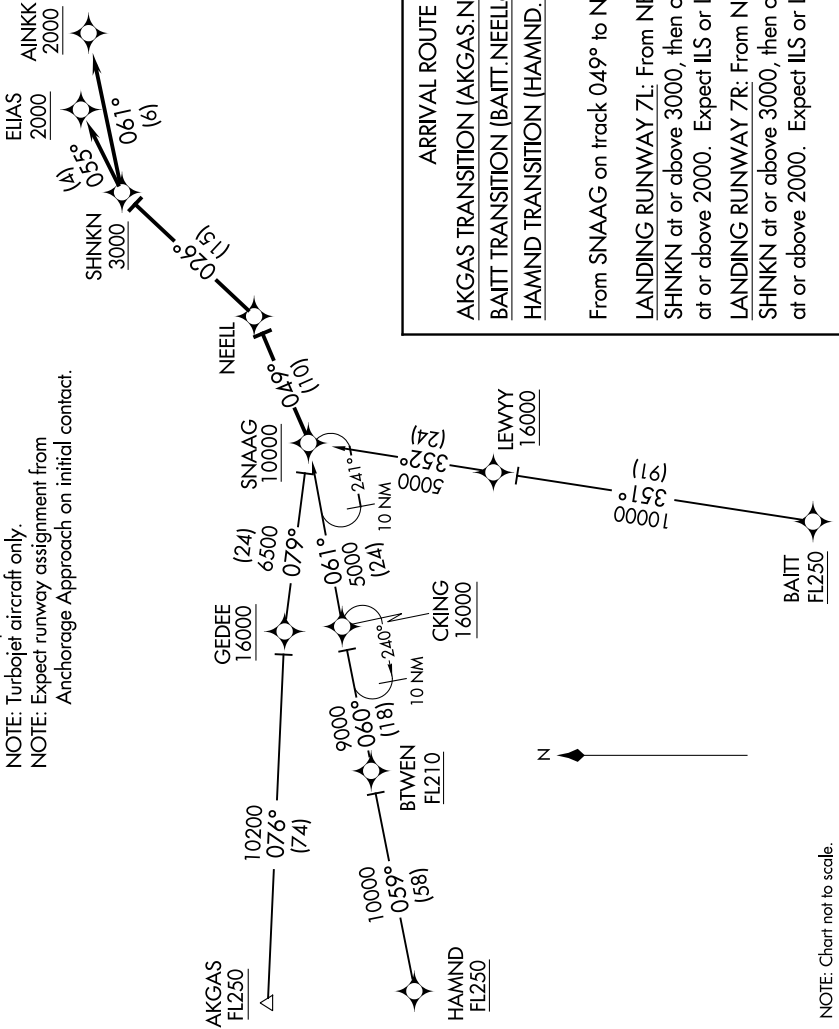 NOTE: Turbojet aircraft only.
NOTE: Expect runway assignment from
Anchorage Approach on initial contact.
AINKK
2000
ELIAS
2000
(4)
055°
061°
(6)
SHNKN
3000
026°
(15)
NEELL
049°
(10)
SNAAG
10000
241°
10 NM
(24)
6500
079°
GEDEE
16000
061°
5000
(24)
CKING
16000
N
240°
10 NM
9000
060°
(18)
BTWEN
FL210
10200
076°
(74)
AKGAS
FL250
10000
059°
(58)
HAMND
FL250
5000
352°
(24)
LEWYY
16000
10000
351°
(91)
BAITT
FL250
N
ARRIVAL ROUTE
AKGAS TRANSITION (AKGAS.N
BAITT TRANSITION (BAITT.NEELL
HAMND TRANSITION (HAMND.
From SNAAG on track 049° to N
LANDING RUNWAY 7L: From NE
SHNKN at or above 3000, then
at or above 2000. Expect ILS or
LANDING RUNWAY 7R: From N
SHNKN at or above 3000, then
at or above 2000. Expect ILS or
NOTE: Chart not to scale.